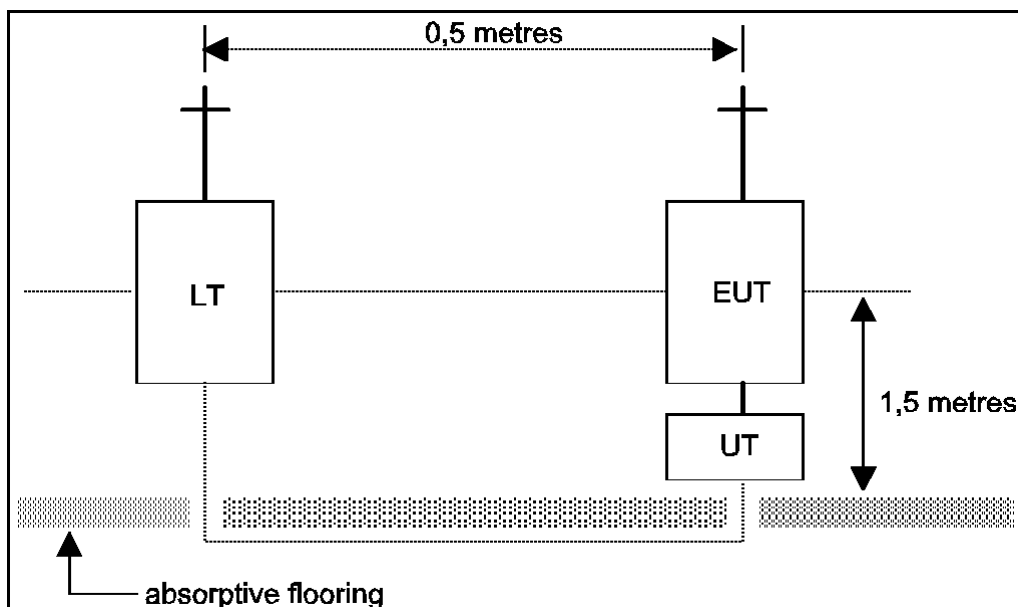 0,5 metres
LT
EUT
1,5 metres
UT
absorptive flooring